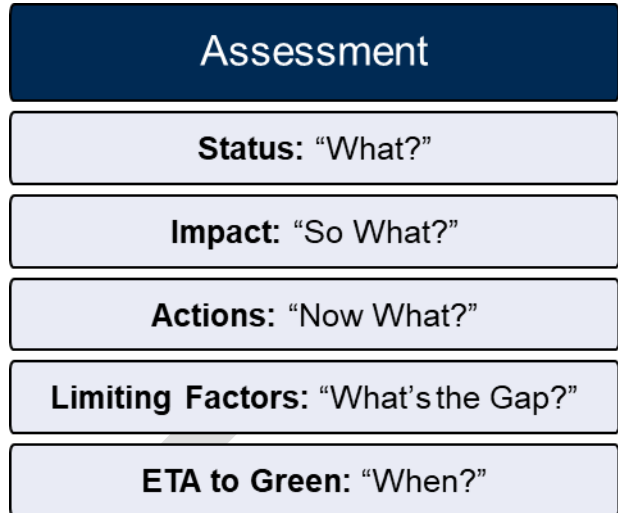 Assessment
Status: “What?”
Impact: “So What?”
Actions: “Now What?”
Limiting Factors: “What’s the Gap?”
ETA to Green: “When?”